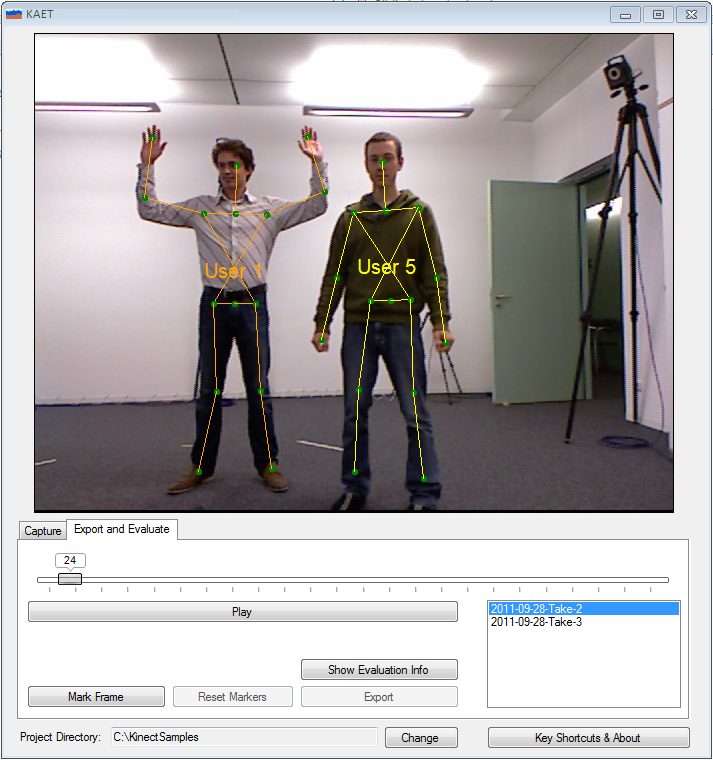 KAET
User 1
User 5
Capture
Export and Evaluate
24
Play
2011-09-28-Take-2
2011-09-28-Take-3
Show Evaluation Info
Mark Frame
Reset Markers
Export
Project Directory:
C:\KinectSamples
Change
Key Shortcuts & About